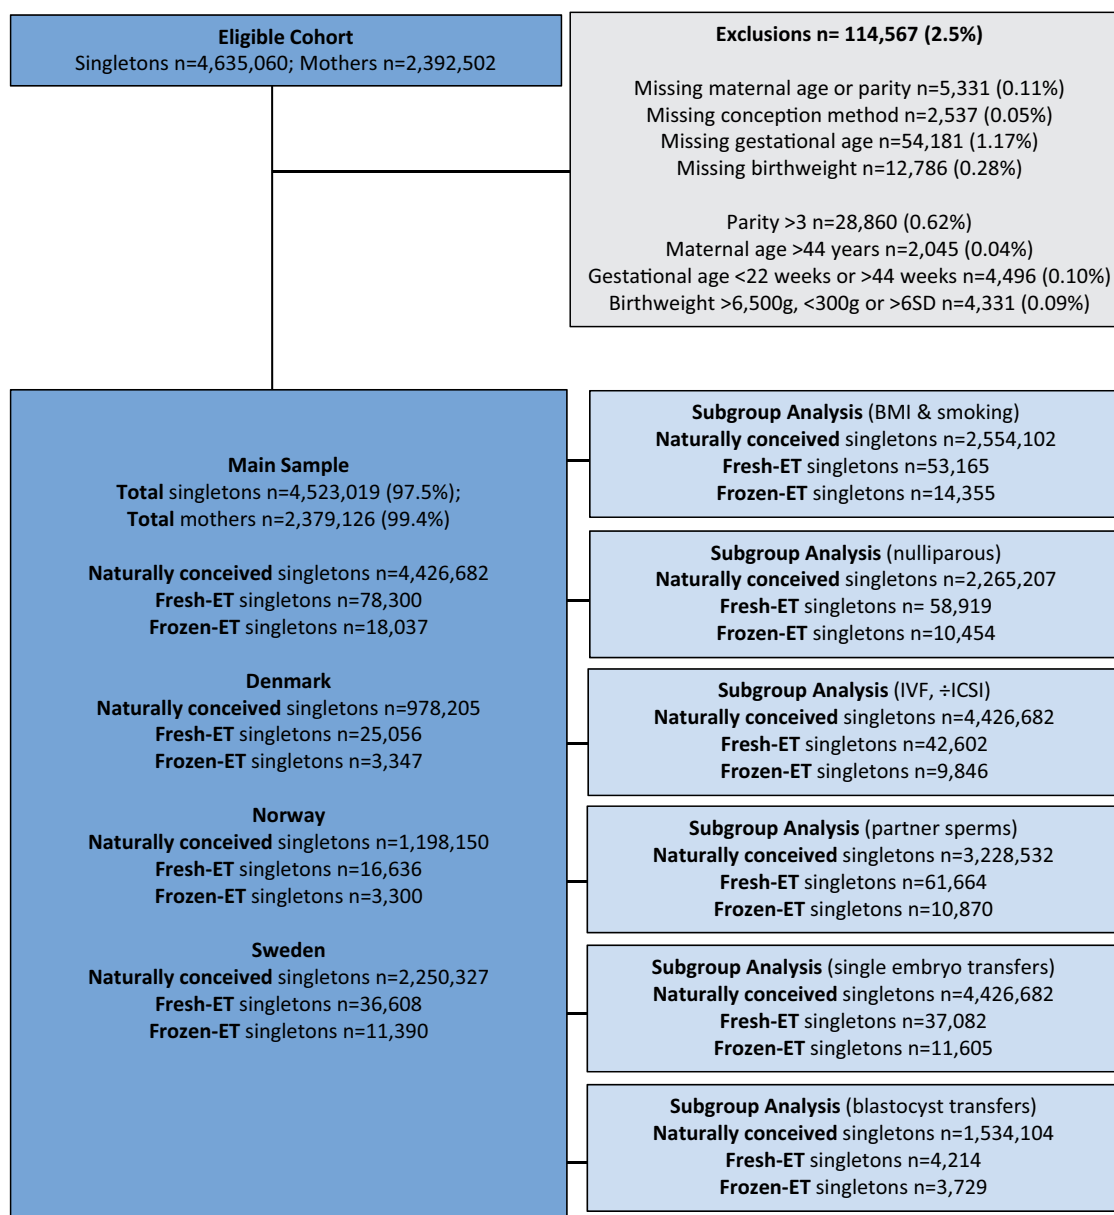 Eligible Cohort
Singletons n=4,635,060; Mothers n=2,392,502
Exclusions n= 114,567 (2.5%)
Missing maternal age or parity n=5,331 (0.11%)
Missing conception method n=2,537 (0.05%)
Missing gestational age n=54,181 (1.17%)
Missing birthweight n=12,786 (0.28%)
Parity >3 n=28,860 (0.62%)
Maternal age >44 years n=2,045 (0.04%)
Gestational age <22 weeks or >44 weeks n=4,496 (0.10%)
Birthweight >6,500g, <300g or >6SD n=4,331 (0.09%)
Main Sample
Total singletons n=4,523,019 (97.5%);
Total mothers n=2,379,126 (99.4%)
Naturally conceived singletons n=4,426,682
Fresh-ET singletons n=78,300
Frozen-ET singletons n=18,037
Denmark
Naturally conceived singletons n=978,205
Fresh-ET singletons n=25,056
Frozen-ET singletons n=3,347
Norway
Naturally conceived singletons n=1,198,150
Fresh-ET singletons n=16,636
Frozen-ET singletons n=3,300
Sweden
Naturally conceived singletons n=2,250,327
Fresh-ET singletons n=36,608
Frozen-ET singletons n=11,390
Subgroup Analysis (BMI & smoking)
Naturally conceived singletons n=2,554,102
Fresh-ET singletons n=53,165
Frozen-ET singletons n=14,355
Subgroup Analysis (nulliparous)
Naturally conceived singletons n=2,265,207
Fresh-ET singletons n= 58,919
Frozen-ET singletons n=10,454
Subgroup Analysis (IVF, ÷ICSI)
Naturally conceived singletons n=4,426,682
Fresh-ET singletons n=42,602
Frozen-ET singletons n=9,846
Subgroup Analysis (partner sperms)
Naturally conceived singletons n=3,228,532
Fresh-ET singletons n=61,664
Frozen-ET singletons n=10,870
Subgroup Analysis (single embryo transfers)
Naturally conceived singletons n=4,426,682
Fresh-ET singletons n=37,082
Frozen-ET singletons n=11,605
Subgroup Analysis (blastocyst transfers)
Naturally conceived singletons n=1,534,104
Fresh-ET singletons n=4,214
Frozen-ET singletons n=3,729